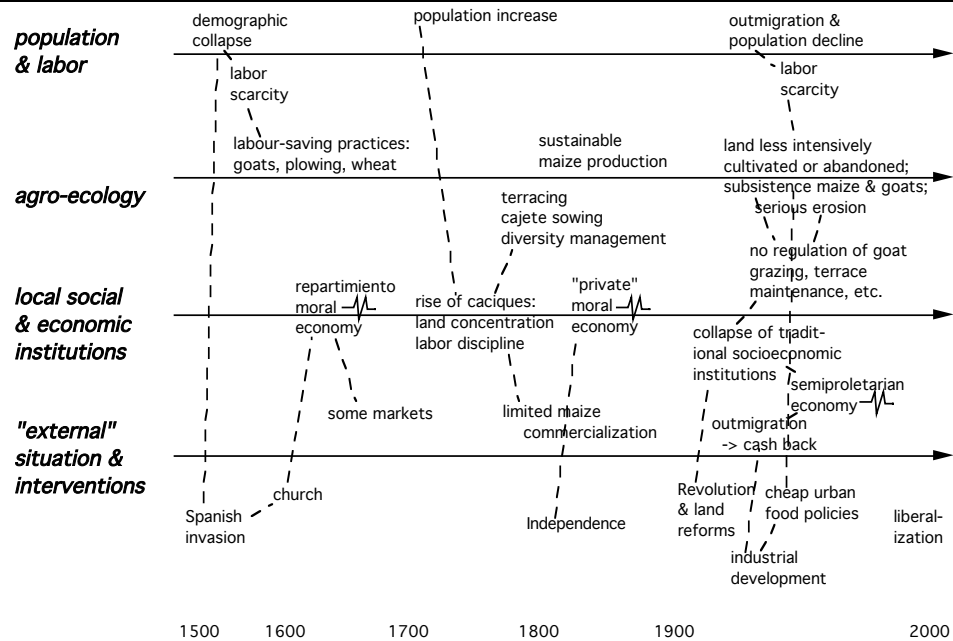 population
& labor
demographic
collapse
population increase
outmigration &
population decline
labor
scarcity
labor
scarcity
labour-saving practices:
goats, plowing, wheat
sustainable
maize production
land less intensively
cultivated or abandoned;
subsistence maize & goats;
serious erosion
agro-ecology
terracing
cajete sowing
diversity management
no regulation of goat
grazing, terrace
maintenance, etc.
local social
& economic
institutions
repartimiento
moral
economy
rise of caciques:
land concentration
labor discipline
"private"
moral
economy
collapse of tradit-
ional socioeconomic
institutions
some markets
limited maize
commercialization
semiproletarian
economy
"external"
situation &
interventions
outmigration
-> cash back
Spanish
invasion
church
Independence
Revolution
& land
reforms
cheap urban
food policies
industrial
development
liberal-
ization
1500 1600 1700 1800 1900 2000